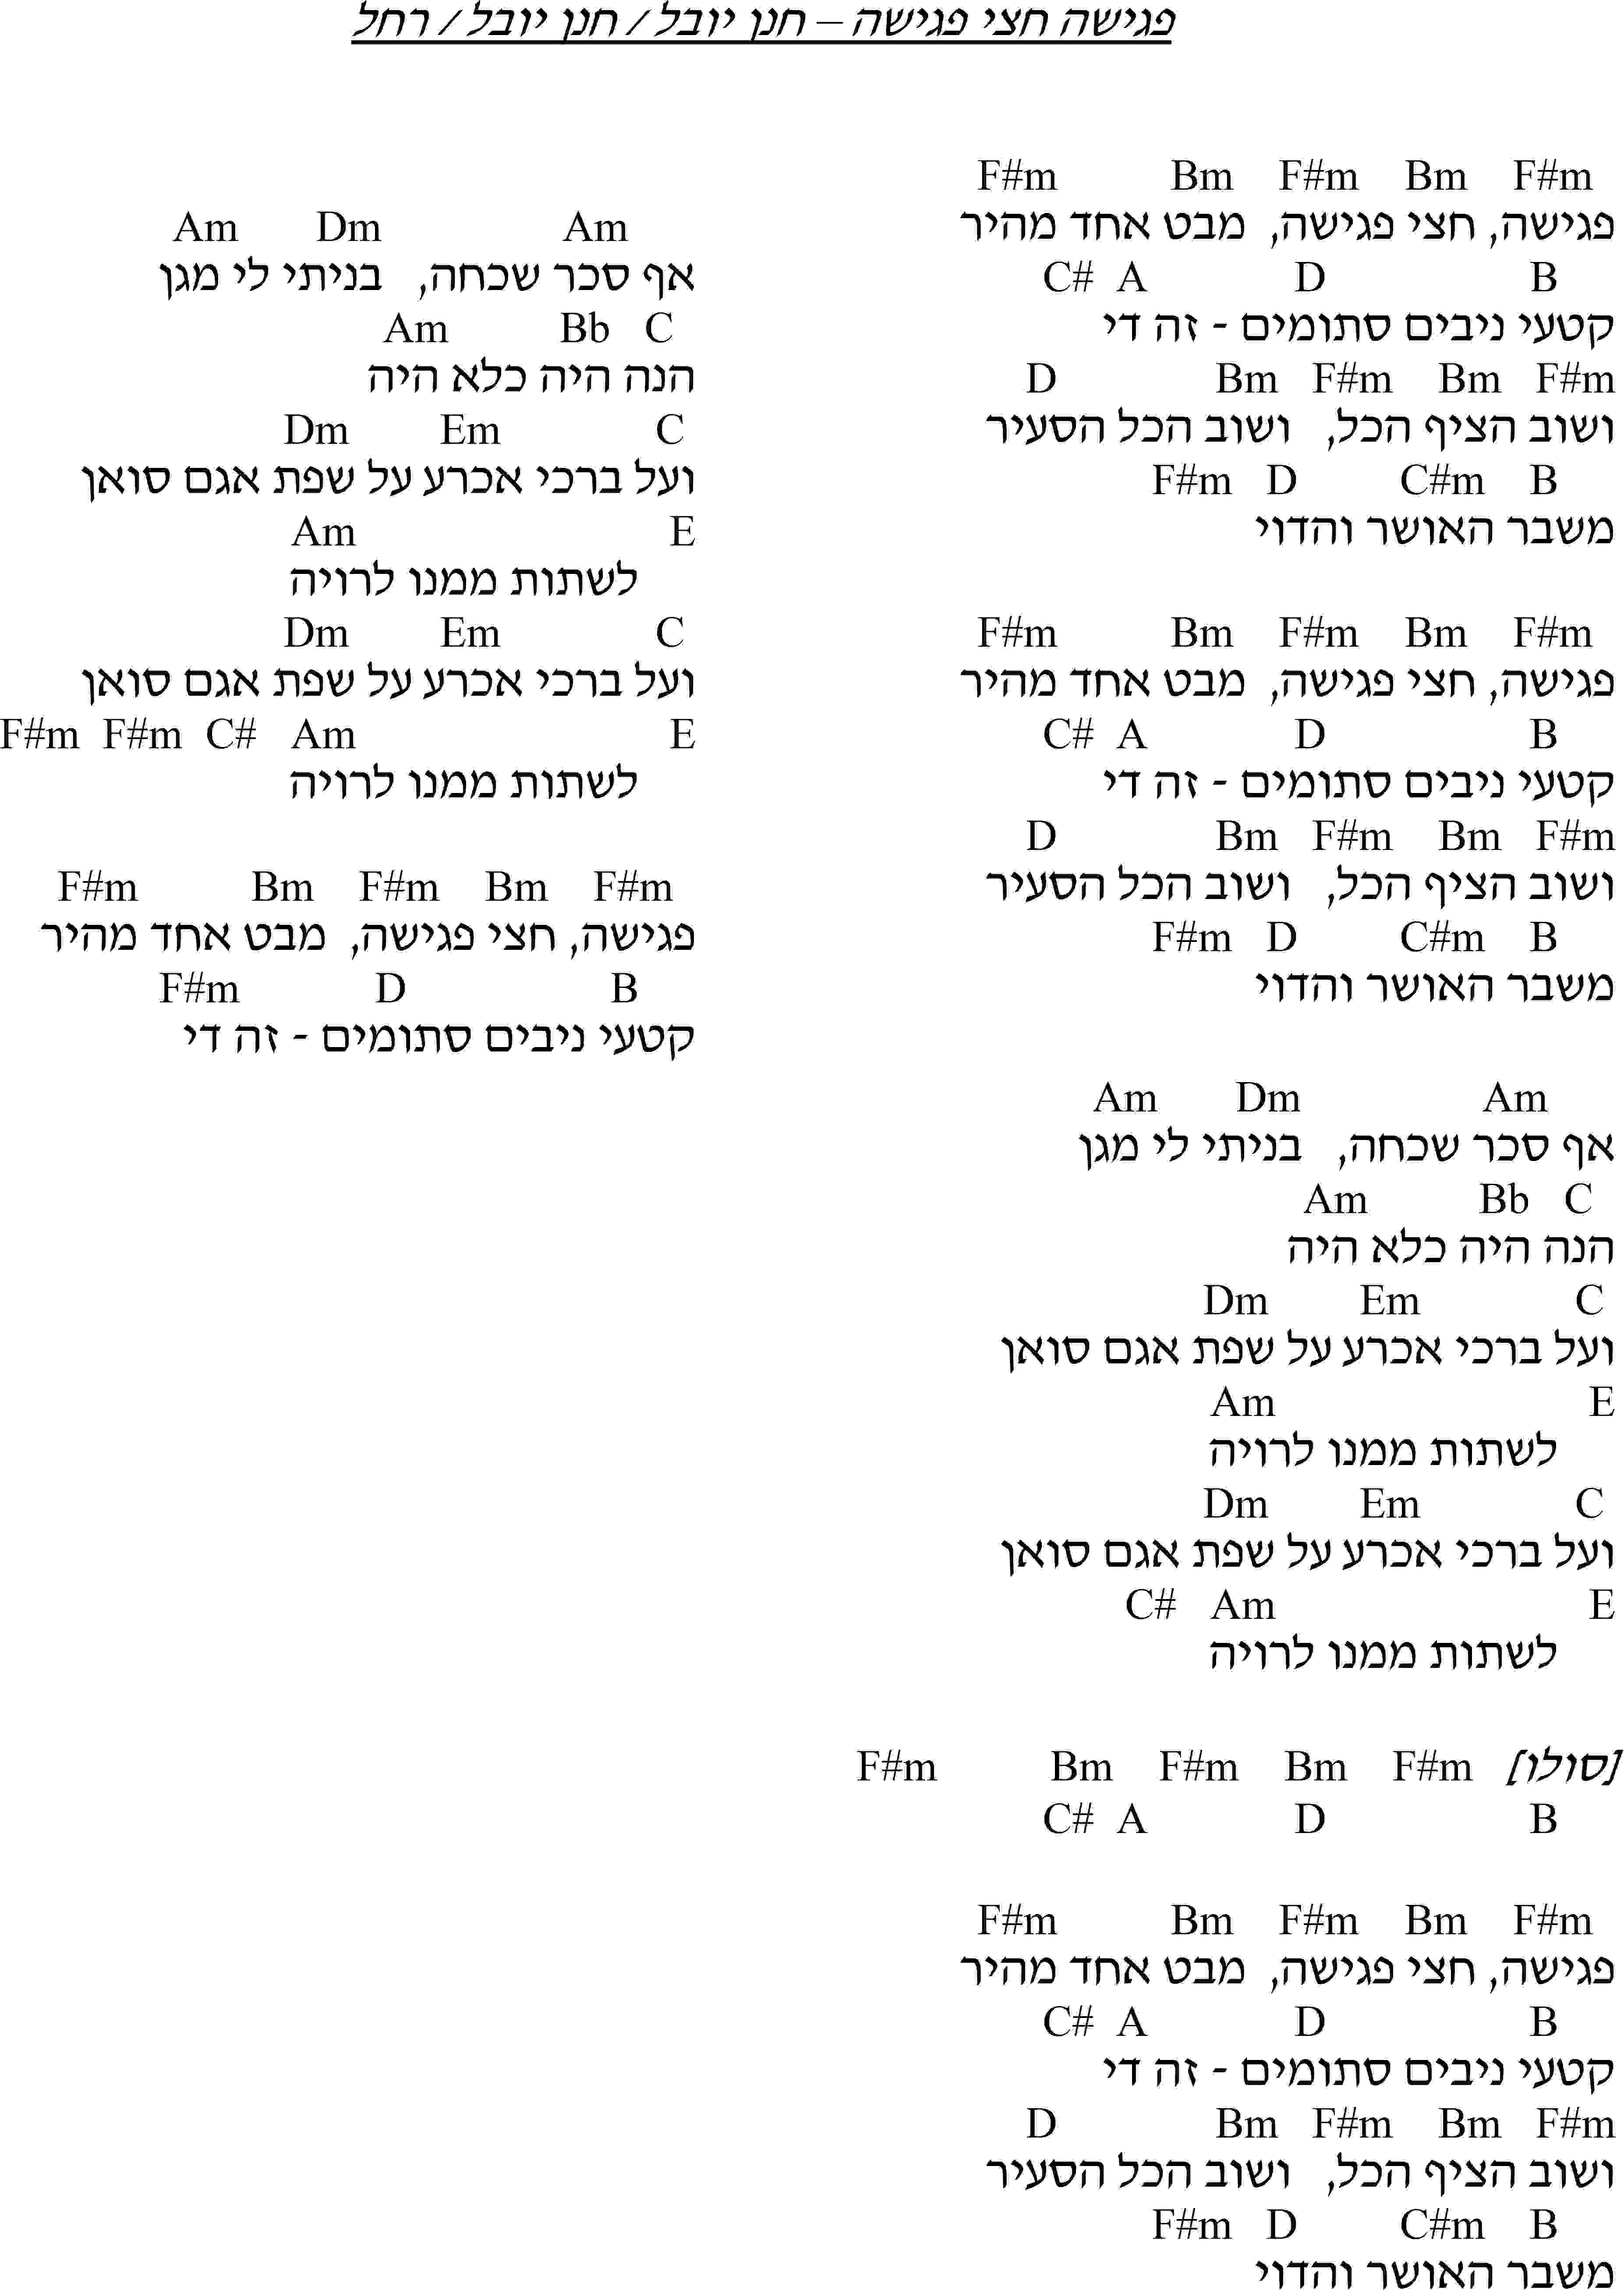 פגישה חצי פגישה – חנן יובל / חנן יובל / רחל
F#m Bm F#m Bm F#m
פגישה, חצי פגישה, מבט אחד מהיר
C# A D B
קטעי ניבים סתומים - זה די
D Bm F#m Bm F#m
ושוב הציף הכל, ושוב הכל הסעיר
F#m D C#m B
משבר האושר והדוי
F#m Bm F#m Bm F#m
פגישה, חצי פגישה, מבט אחד מהיר
C# A D B
קטעי ניבים סתומים - זה די
D Bm F#m Bm F#m
ושוב הציף הכל, ושוב הכל הסעיר
F#m D C#m B
משבר האושר והדוי
Am Dm Am
אף סכר שכחה, בניתי לי מגן
Am Bb C
הנה היה כלא היה
Dm Em C
ועל ברכי אכרע על שפת אגם סואן
Am E
לשתות ממנו לרויה
Dm Em C
ועל ברכי אכרע על שפת אגם סואן
C# Am E
לשתות ממנו לרויה
[סולו] F#m Bm F#m Bm F#m
C# A D B
F#m Bm F#m Bm F#m
פגישה, חצי פגישה, מבט אחד מהיר
C# A D B
קטעי ניבים סתומים - זה די
D Bm F#m Bm F#m
ושוב הציף הכל, ושוב הכל הסעיר
F#m D C#m B
משבר האושר והדוי
Am Dm Am
אף סכר שכחה, בניתי לי מגן
Am Bb C
הנה היה כלא היה
Dm Em C
ועל ברכי אכרע על שפת אגם סואן
Am E
לשתות ממנו לרויה
Dm Em C
ועל ברכי אכרע על שפת אגם סואן
F#m F#m C# Am E
לשתות ממנו לרויה
F#m Bm F#m Bm F#m
פגישה, חצי פגישה, מבט אחד מהיר
F#m D B
קטעי ניבים סתומים - זה די